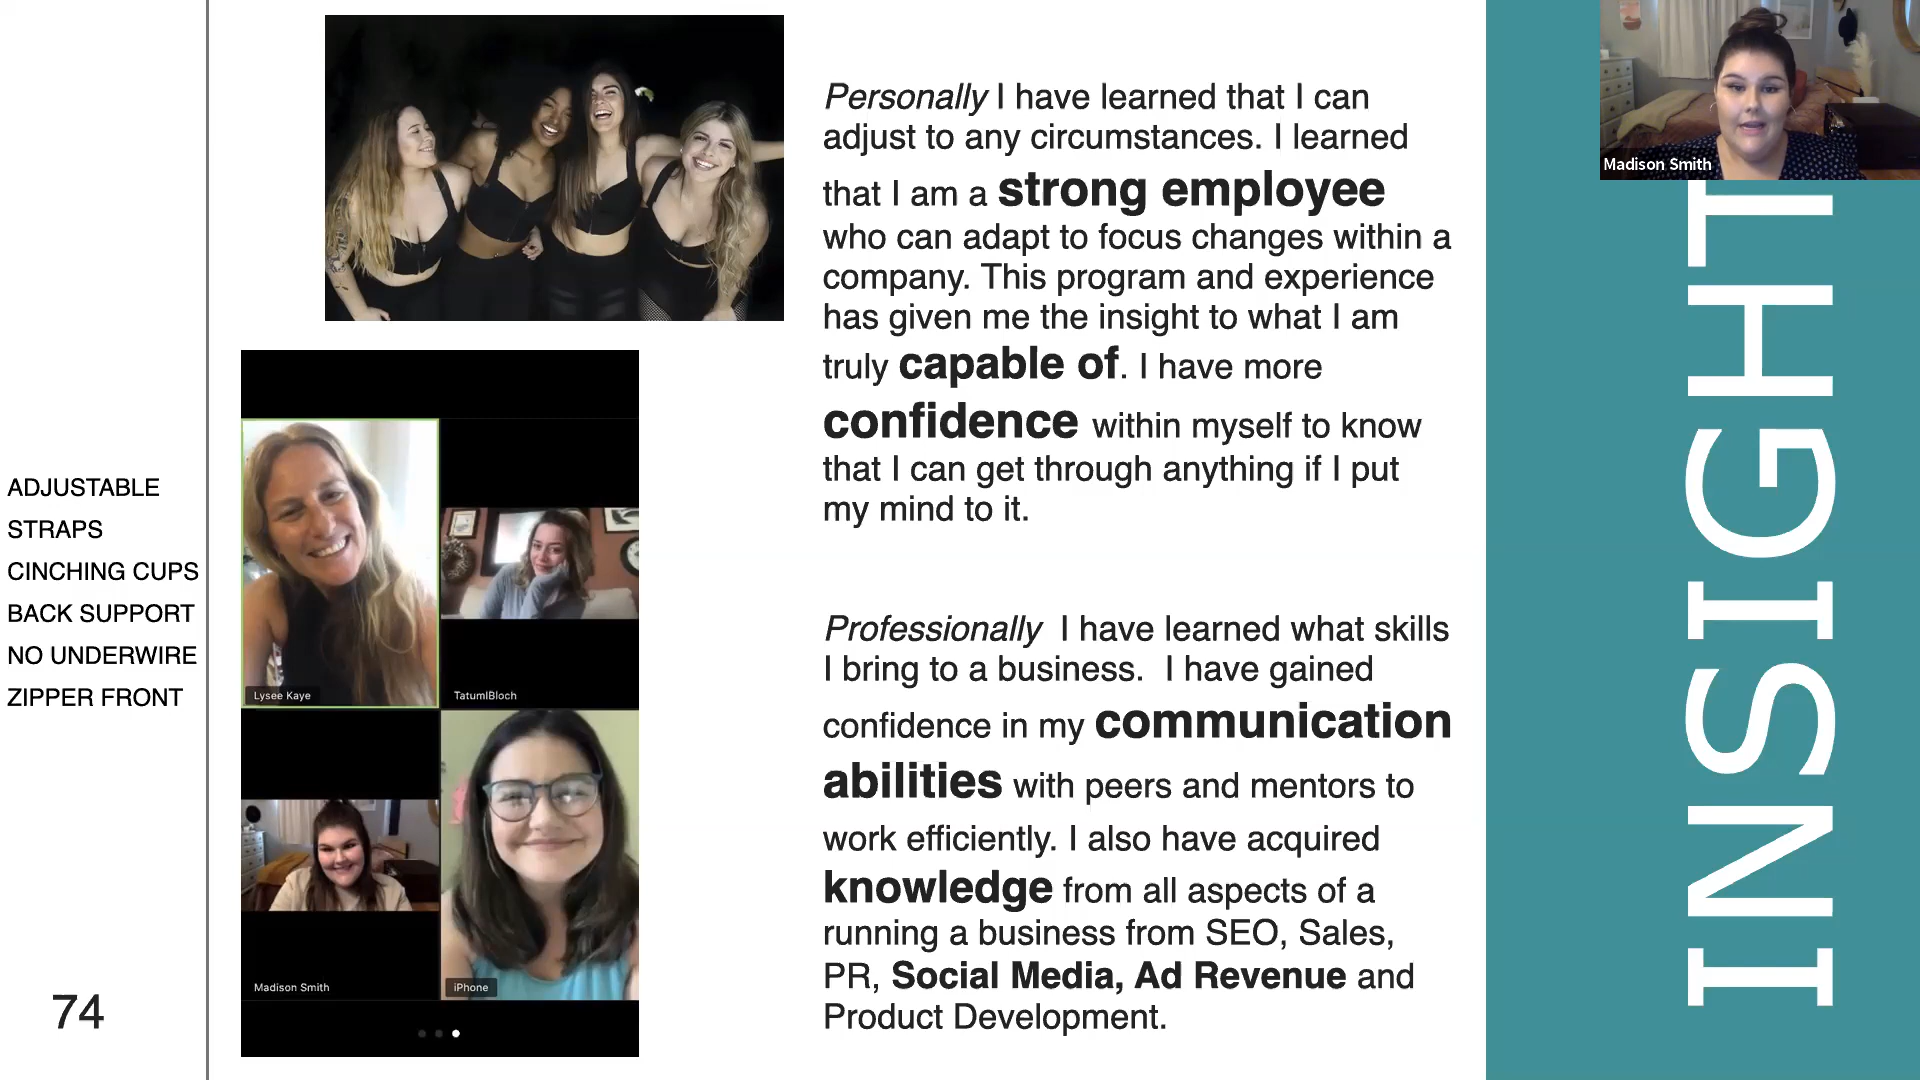 ADJUSTABLE
STRAPS
CINCHING CUPS
BACK SUPPORT
NO UNDERWIRE
ZIPPER FRONT
74
Lysee Kaye
TatumIBloch
Madison Smith
iPhone
Personally I have learned that I can
adjust to any circumstances. I learned
that I am a strong employee
who can adapt to focus changes within a
company. This program and experience
has given me the insight to what I am
truly capable of. I have more
confidence within myself to know
that I can get through anything if I put
my mind to it.
Professionally I have learned what skills
I bring to a business. I have gained
confidence in my communication
abilities with peers and mentors to
work efficiently. I also have acquired
knowledge from all aspects of a
running a business from SEO, Sales,
PR, Social Media, Ad Revenue and
Product Development.
Madison Smith
INSIGHT